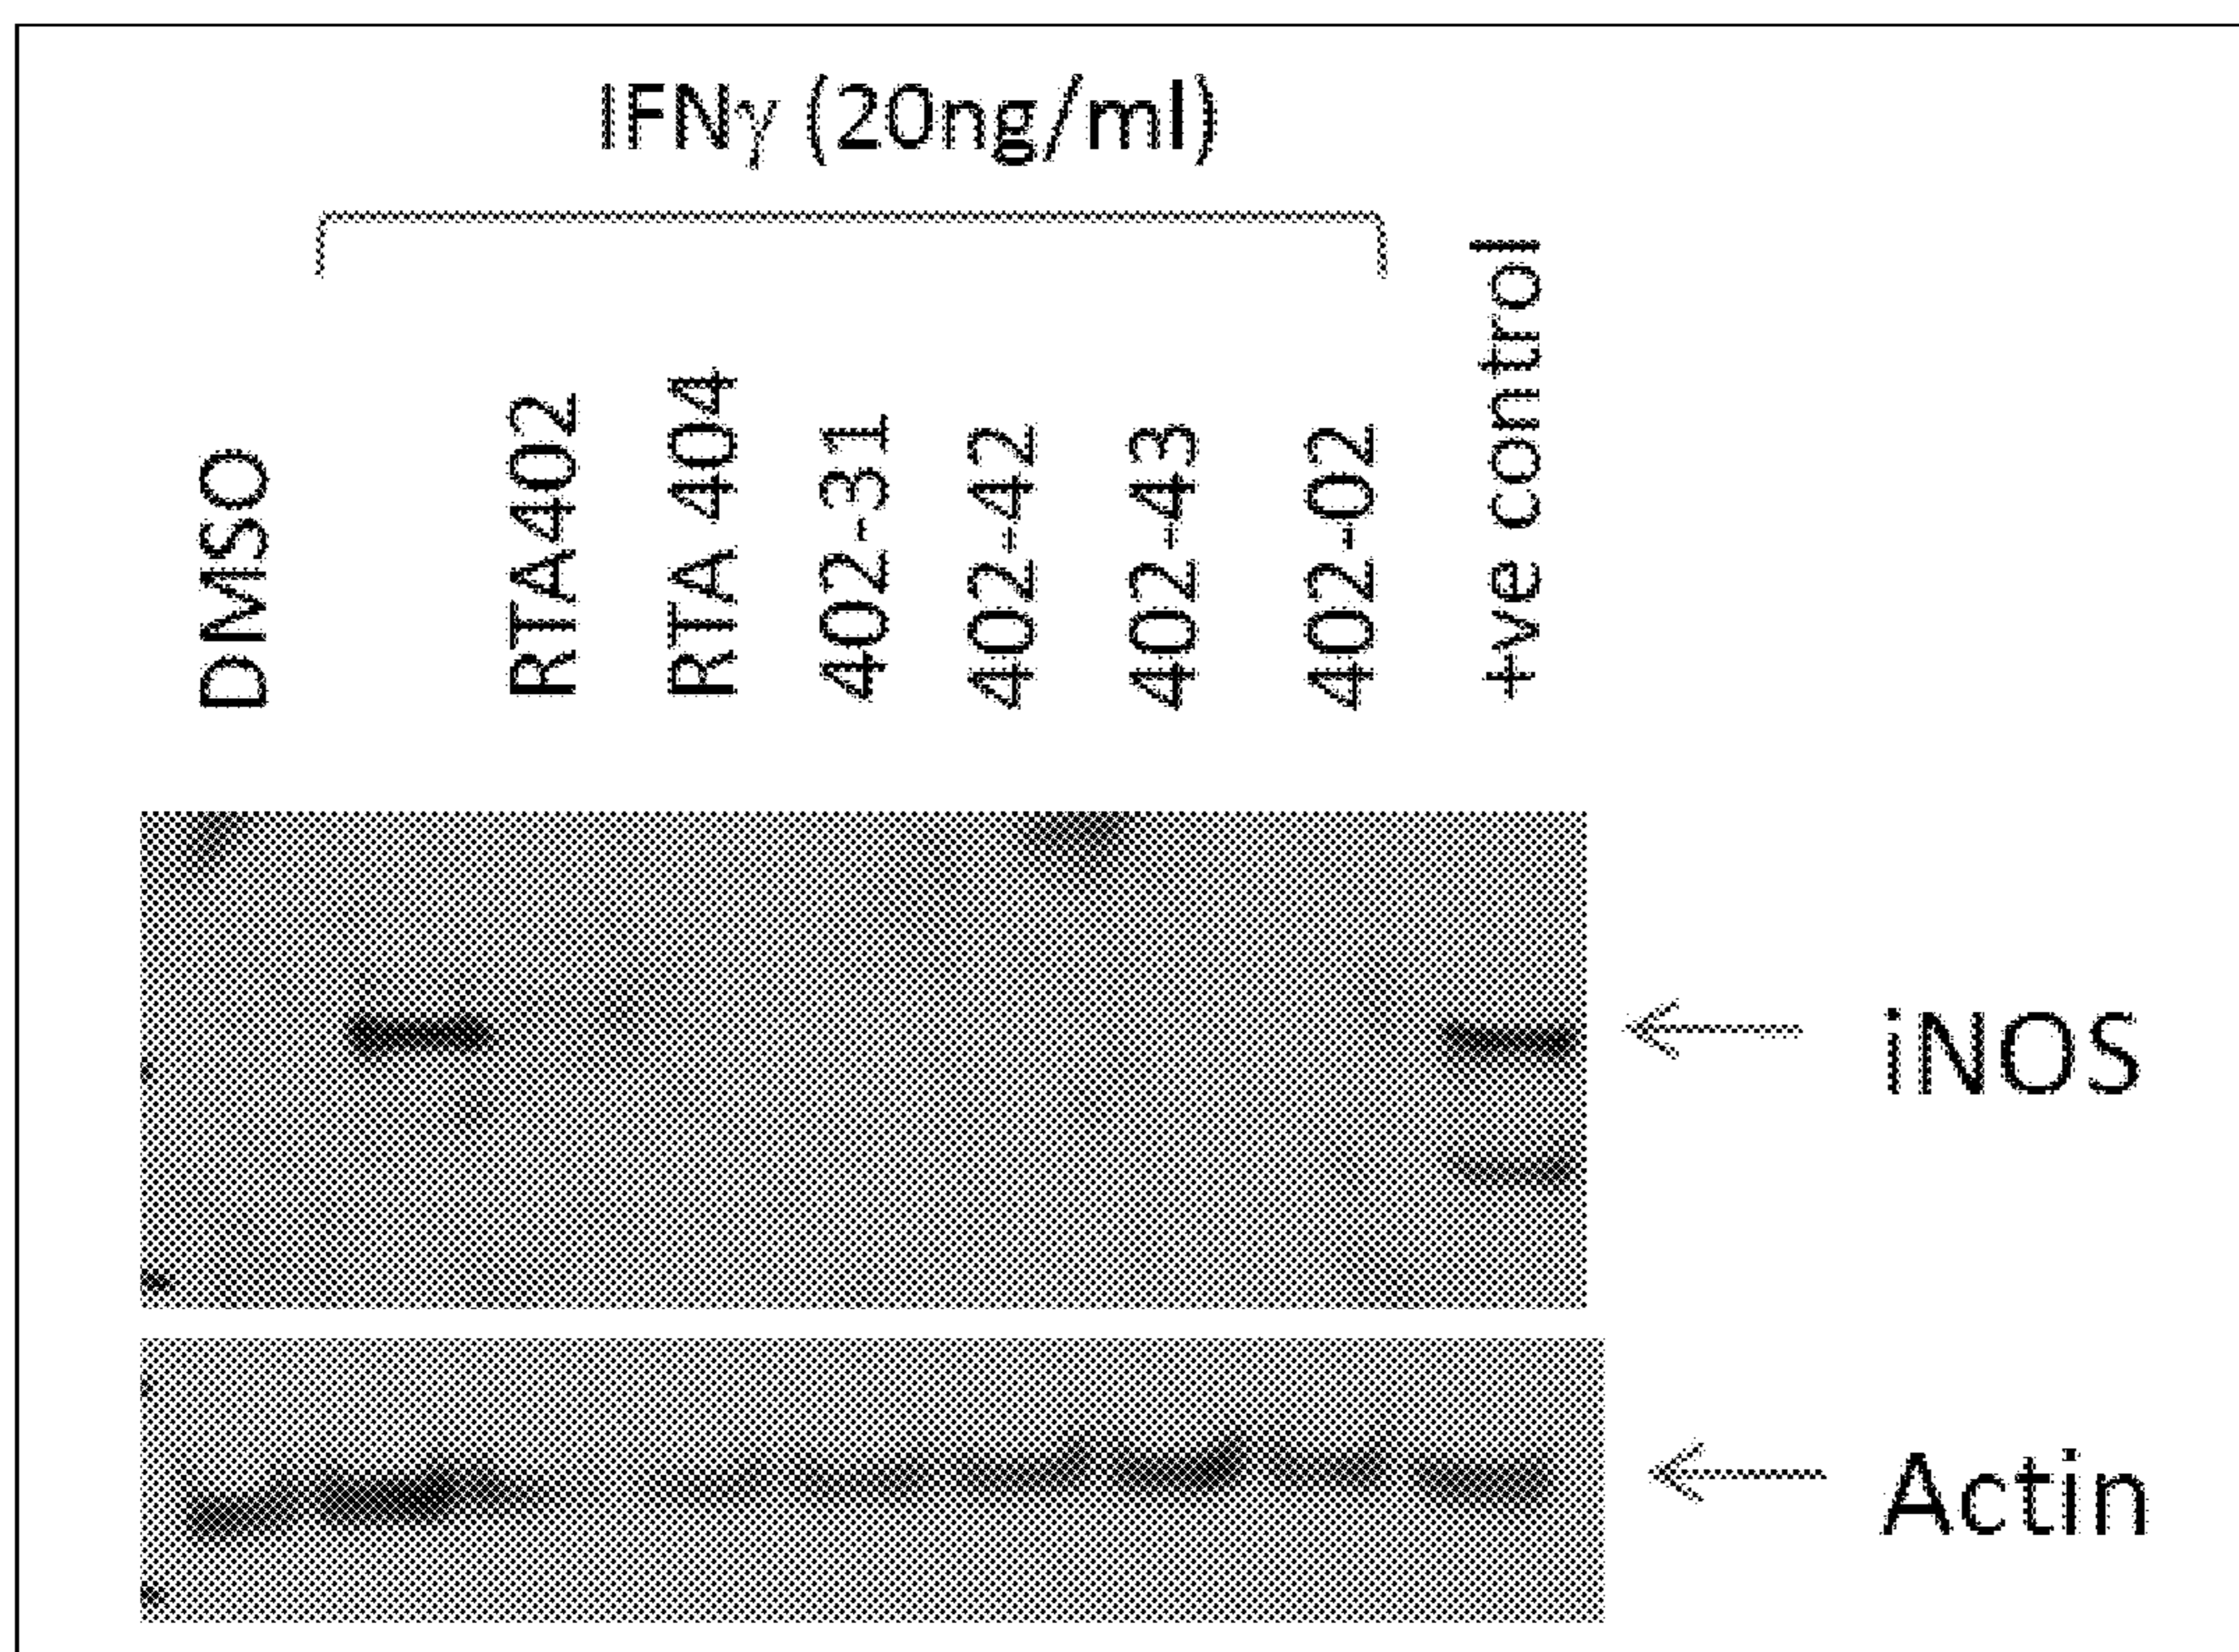 IFNγ (20ng/ml)
DMSO
RTA402
RTA 404
402-31
402-42
402-43
402-02
+ve control
iNOS
Actin